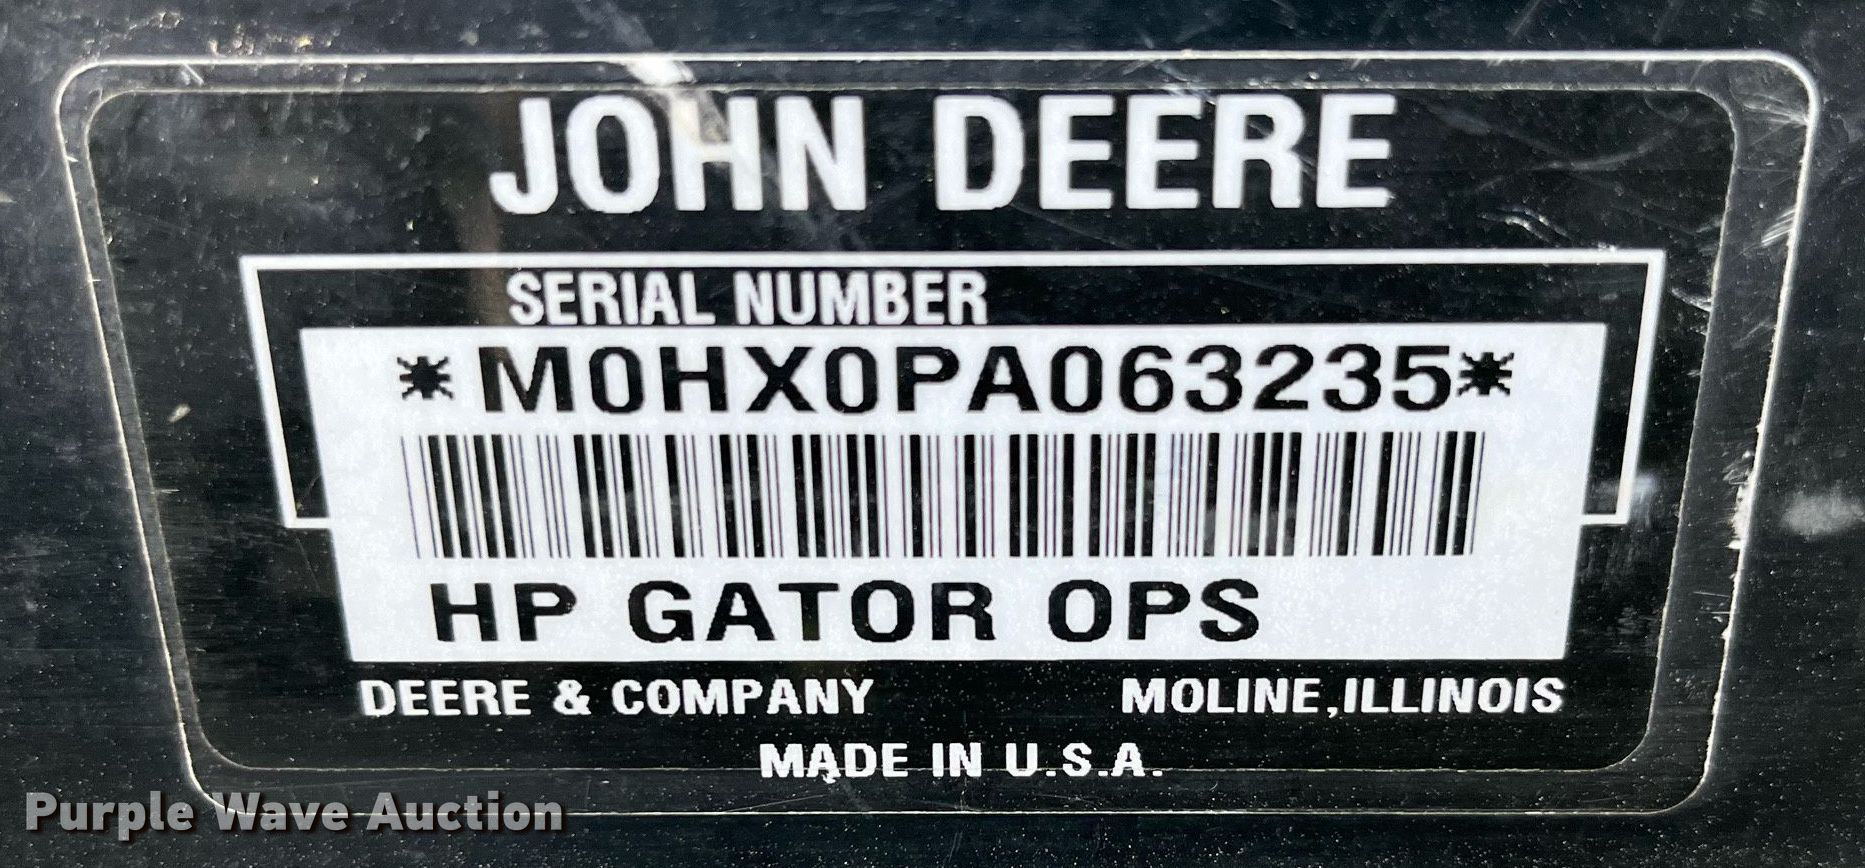 JOHN DEERE
SERIAL NUMBER
*M0HX0PA063235*
HP GATOR OPS
DEERE & COMPANY MOLINE,ILLINOIS
MADE IN U.S.A.
Purple Wave Auction